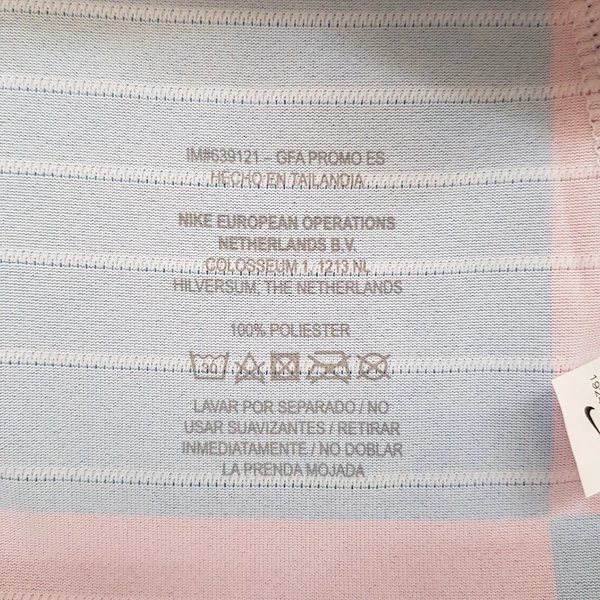 IM#639121 – GFA PROMO ES
HECHO EN TAILANDIA
NIKE EUROPEAN OPERATIONS
NETHERLANDS B.V.
COLOSSEUM 1, 1213 NL
HILVERSUM, THE NETHERLANDS
100% POLIESTER
30
LAVAR POR SEPARADO / NO
USAR SUAVIZANTES / RETIRAR
INMEDIATAMENTE / NO DOBLAR
LA PRENDA MOJADA